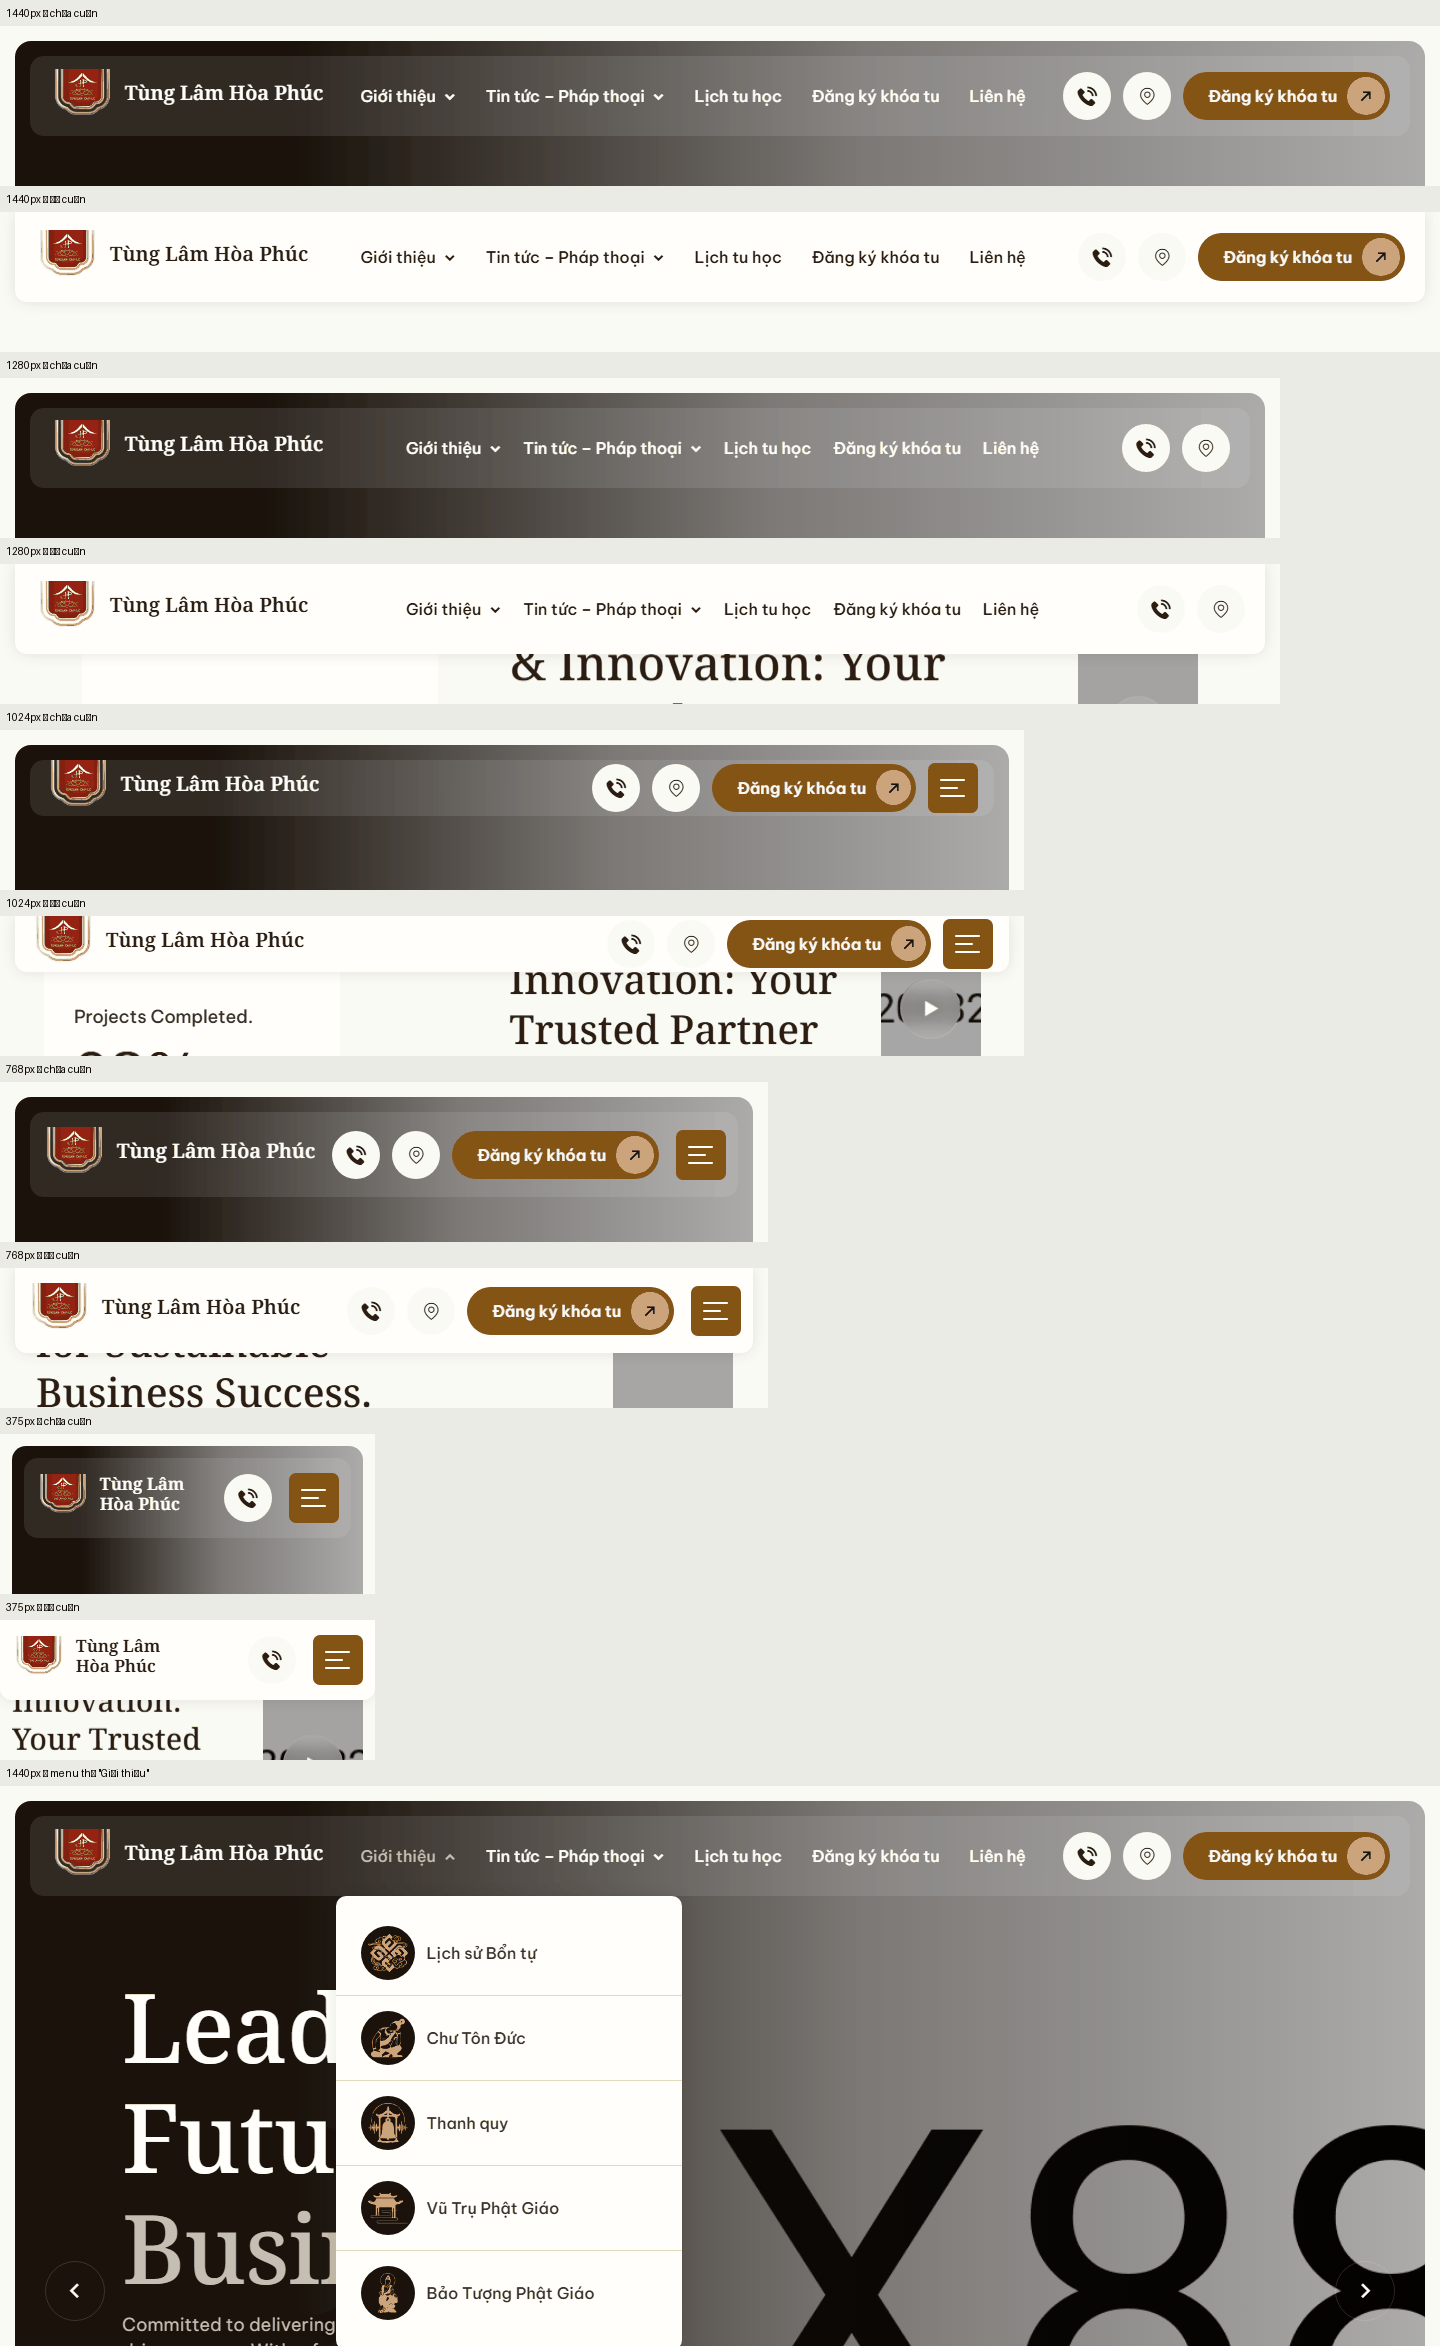 1440px chưa cuộn
Tùng Lâm Hòa Phúc Giới thiệu Tin tức – Pháp thoại Lịch tu học Đăng ký khóa tu Liên hệ Đăng ký khóa tu
1440px cuộn
Tùng Lâm Hòa Phúc Giới thiệu Tin tức – Pháp thoại Lịch tu học Đăng ký khóa tu Liên hệ Đăng ký khóa tu
1280px chưa cuộn
Tùng Lâm Hòa Phúc Giới thiệu Tin tức – Pháp thoại Lịch tu học Đăng ký khóa tu Liên hệ
1280px cuộn
Tùng Lâm Hòa Phúc Giới thiệu Tin tức – Pháp thoại Lịch tu học Đăng ký khóa tu Liên hệ
& Innovation: Your
1024px chưa cuộn
Tùng Lâm Hòa Phúc Đăng ký khóa tu
1024px cuộn
Tùng Lâm Hòa Phúc Đăng ký khóa tu
Innovation: Your
Projects Completed.
Trusted Partner
768px chưa cuộn
Tùng Lâm Hòa Phúc Đăng ký khóa tu
768px cuộn
Tùng Lâm Hòa Phúc Đăng ký khóa tu
for Sustainable
Business Success.
375px chưa cuộn
Tùng Lâm
Hòa Phúc
375px cuộn
Tùng Lâm
Hòa Phúc
Innovation:
Your Trusted
1440px menu thả "Giới thiệu"
Tùng Lâm Hòa Phúc Giới thiệu Tin tức – Pháp thoại Lịch tu học Đăng ký khóa tu Liên hệ Đăng ký khóa tu
Lịch sử Bổn tự
Lead
Chư Tôn Đức
Futu
Thanh quy
X88
Vũ Trụ Phật Giáo
Busin
Bảo Tượng Phật Giáo
Committed to delivering